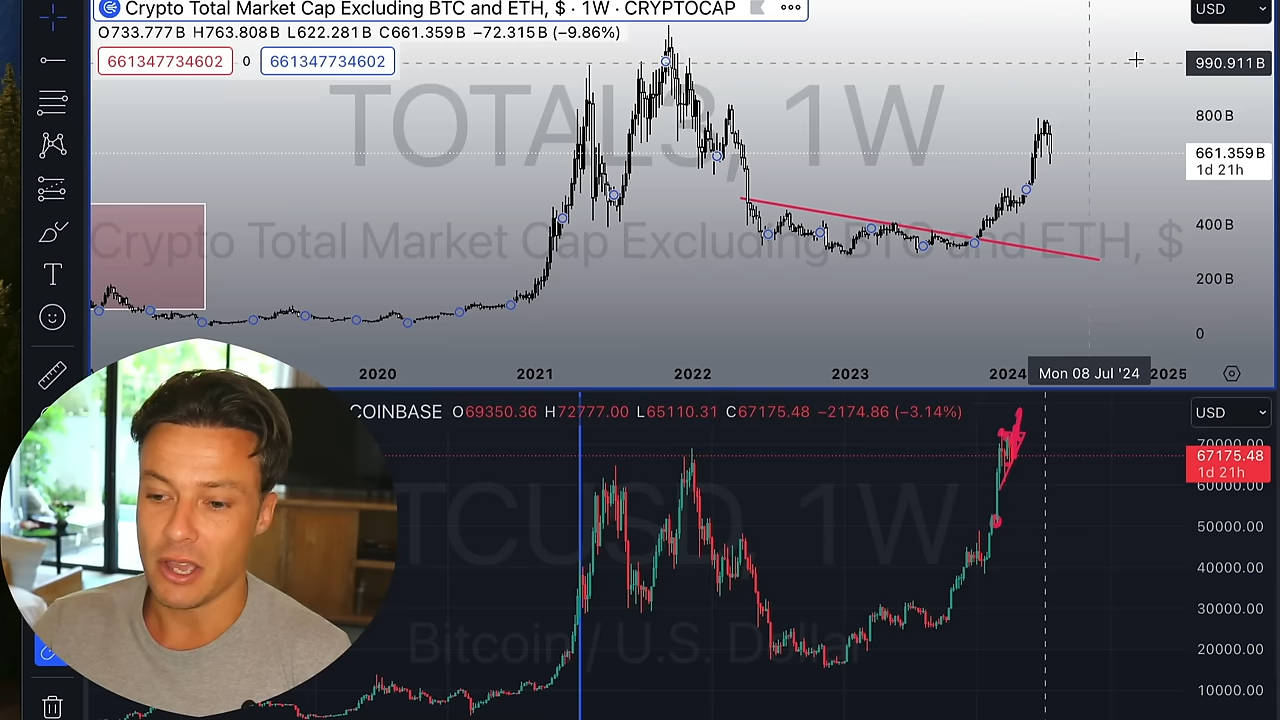 Crypto Total Market Cap Excluding BTC and ETH, $ · 1W · CRYPTOCAP
USD
O733.777B H763.808B L622.281B C661.359B −72.315B (−9.86%)
661347734602 0 661347734602
990.911B
TOTAL3, 1W
800B
661.359B
1d 21h
Crypto Total Market Cap Excluding BTC and ETH, $
400B
200B
0
2020 2021 2022 2023 2024 Mon 08 Jul '24 2025
COINBASE O69350.36 H72777.00 L65110.31 C67175.48 −2174.86 (−3.14%)
USD
70000.00
67175.48
1d 21h
60000.00
TCUSD, 1W
50000.00
40000.00
30000.00
Bitcoin / U.S. Dollar
20000.00
10000.00